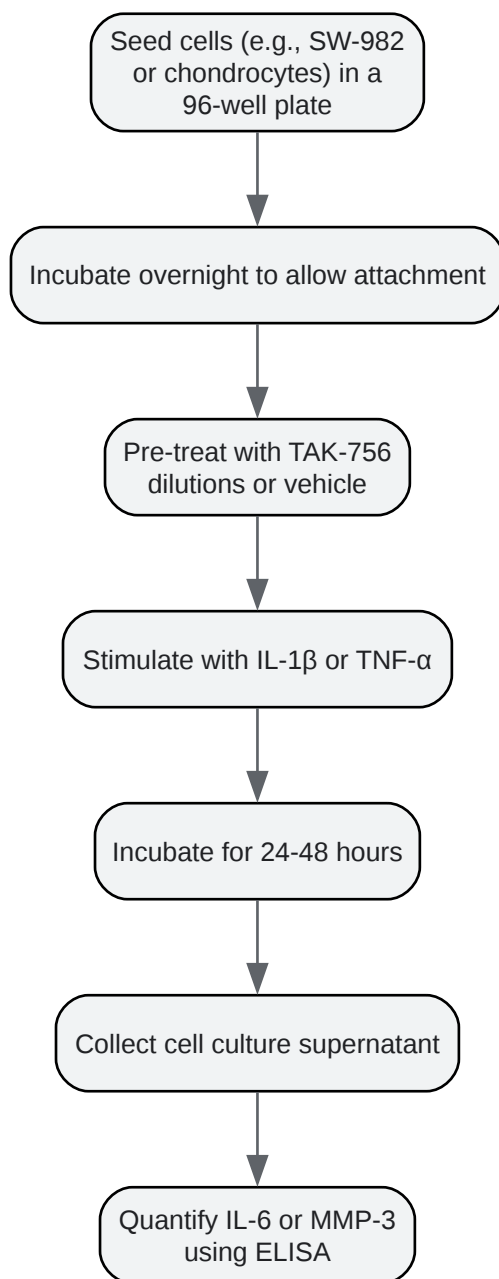 Seed cells (e.g., SW-982
or chondrocytes) in a
96-well plate
Incubate overnight to allow attachment
Pre-treat with TAK-756
dilutions or vehicle
Stimulate with IL-1β or TNF-α
Incubate for 24-48 hours
Collect cell culture supernatant
Quantify IL-6 or MMP-3
using ELISA